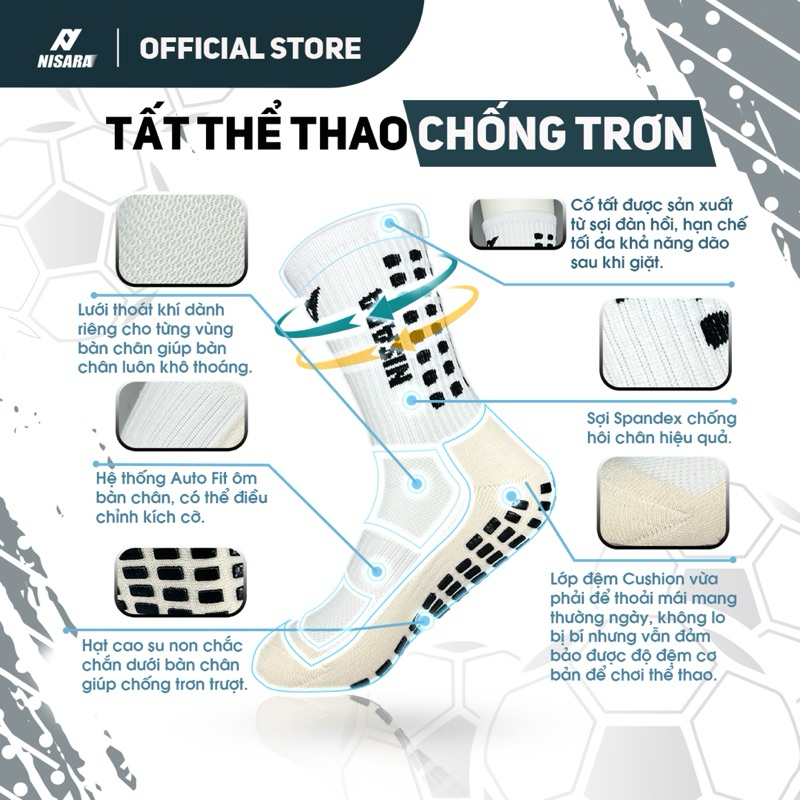 NISARA
OFFICIAL STORE
TẤT THỂ THAO CHỐNG TRƠN
Cổ tất được sản xuất
từ sợi đàn hồi, hạn chế
tối đa khả năng dão
sau khi giặt.
Lưới thoát khí dành
riêng cho từng vùng
bàn chân giúp bàn
chân luôn khô thoáng.
Sợi Spandex chống
hôi chân hiệu quả.
Hệ thống Auto Fit ôm
bàn chân, có thể điều
chỉnh kích cỡ.
Lớp đệm Cushion vừa
phải để thoải mái mang
thường ngày, không lo
bị bí nhưng vẫn đảm
bảo được độ đệm cơ
bản để chơi thể thao.
Hạt cao su non chắc
chắn dưới bàn chân
giúp chống trơn trượt.